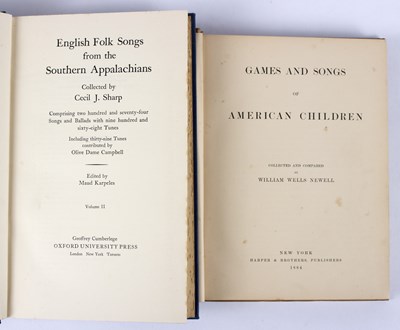 English Folk Songs
from the
Southern Appalachians
Collected by
Cecil J. Sharp
Comprising two hundred and seventy-four
Songs and Ballads with nine hundred and
sixty-eight Tunes
Including thirty-nine Tunes
contributed by
Olive Dame Campbell
Edited by
Maud Karpeles
Volume II
Geoffrey Cumberlege
OXFORD UNIVERSITY PRESS
London New York Toronto
GAMES AND SONGS
OF
AMERICAN CHILDREN
COLLECTED AND COMPARED
BY
WILLIAM WELLS NEWELL
NEW YORK
HARPER & BROTHERS, PUBLISHERS